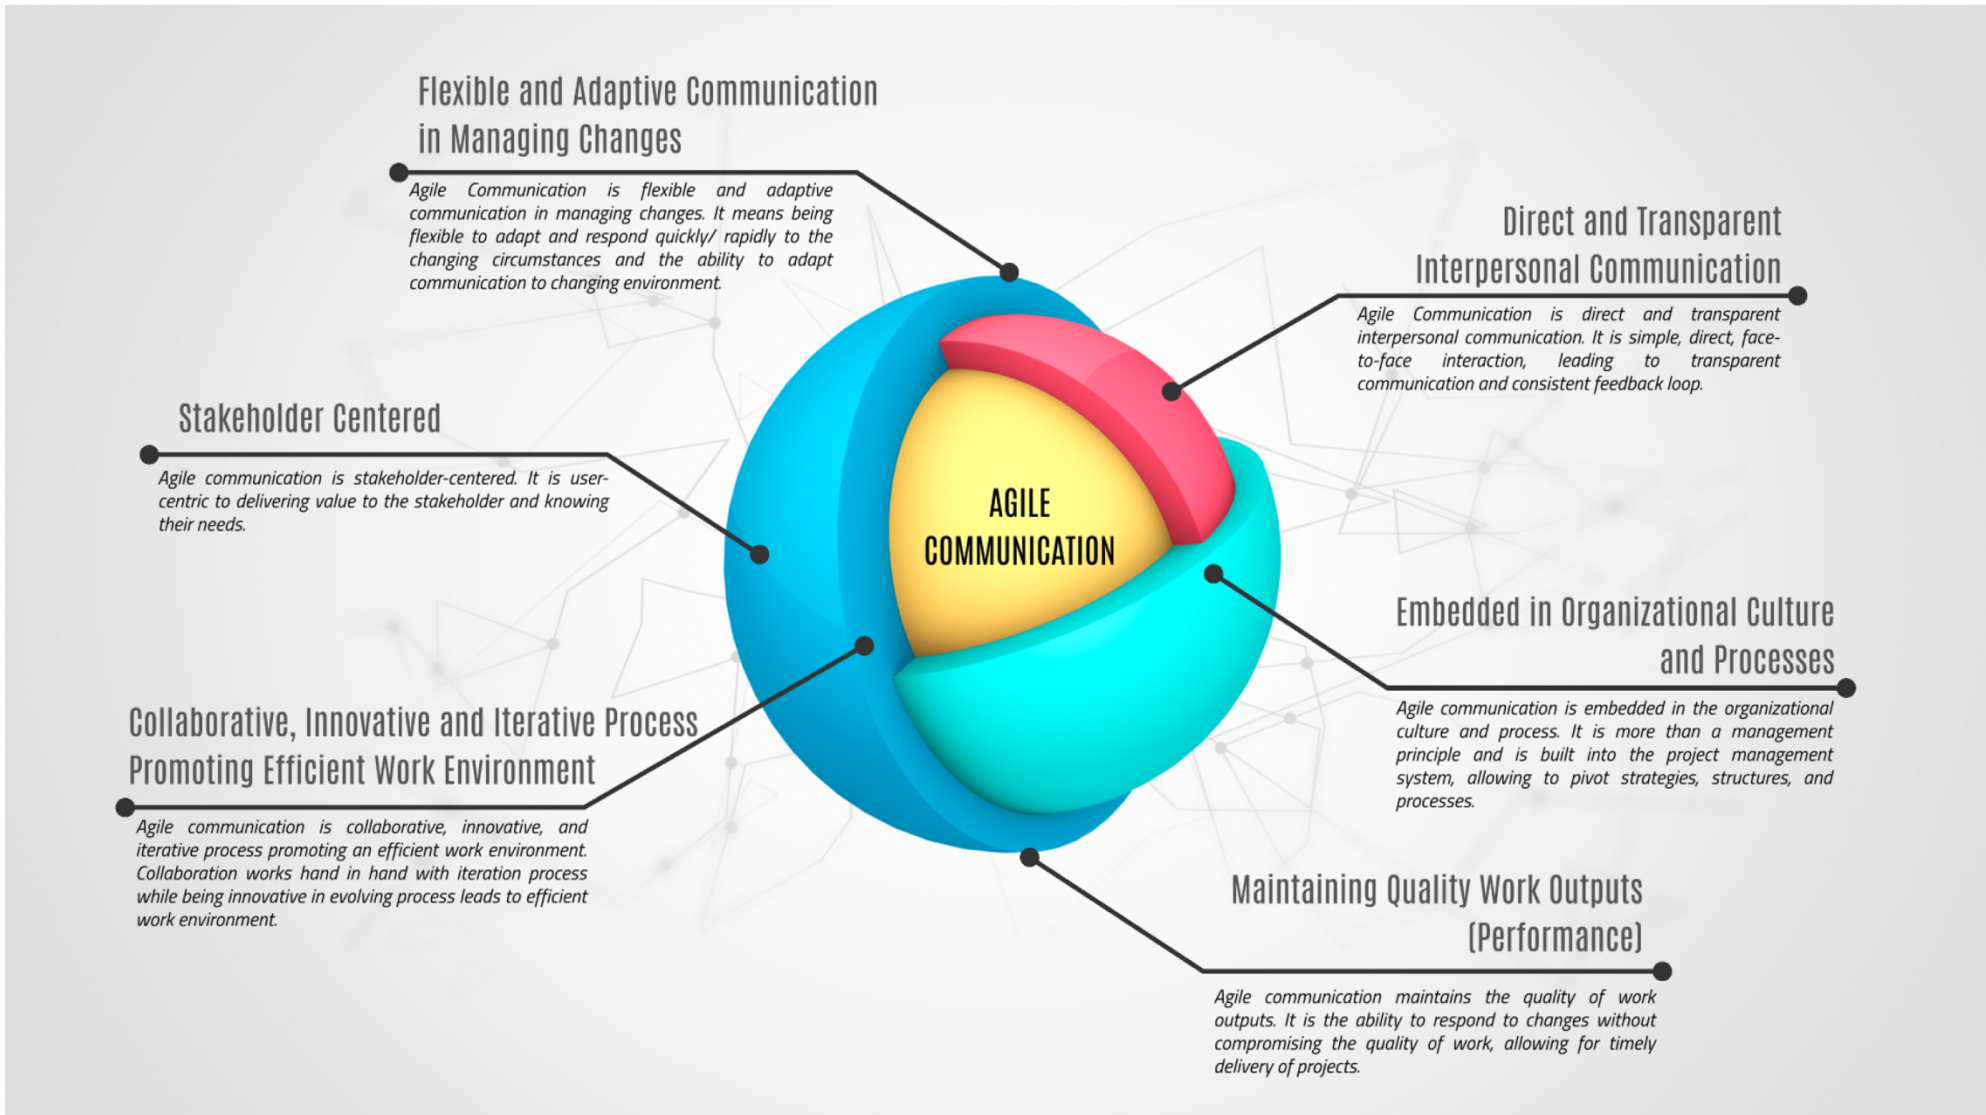 Flexible and Adaptive Communication
in Managing Changes
Agile Communication is flexible and adaptive
communication in managing changes. It means being
flexible to adapt and respond quickly/ rapidly to the
changing circumstances and the ability to adapt
communication to changing environment.
Direct and Transparent
Interpersonal Communication
Agile Communication is direct and transparent
interpersonal communication. It is simple, direct, face-
to-face interaction, leading to transparent
communication and consistent feedback loop.
Stakeholder Centered
Agile communication is stakeholder-centered. It is user-
centric to delivering value to the stakeholder and knowing
their needs.
AGILE
COMMUNICATION
Embedded in Organizational Culture
and Processes
Agile communication is embedded in the organizational
culture and process. It is more than a management
principle and is built into the project management
system, allowing to pivot strategies, structures, and
processes.
Collaborative, Innovative and Iterative Process
Promoting Efficient Work Environment
Agile communication is collaborative, innovative, and
iterative process promoting an efficient work environment.
Collaboration works hand in hand with iteration process
while being innovative in evolving process leads to efficient
work environment.
Maintaining Quality Work Outputs
(Performance)
Agile communication maintains the quality of work
outputs. It is the ability to respond to changes without
compromising the quality of work, allowing for timely
delivery of projects.